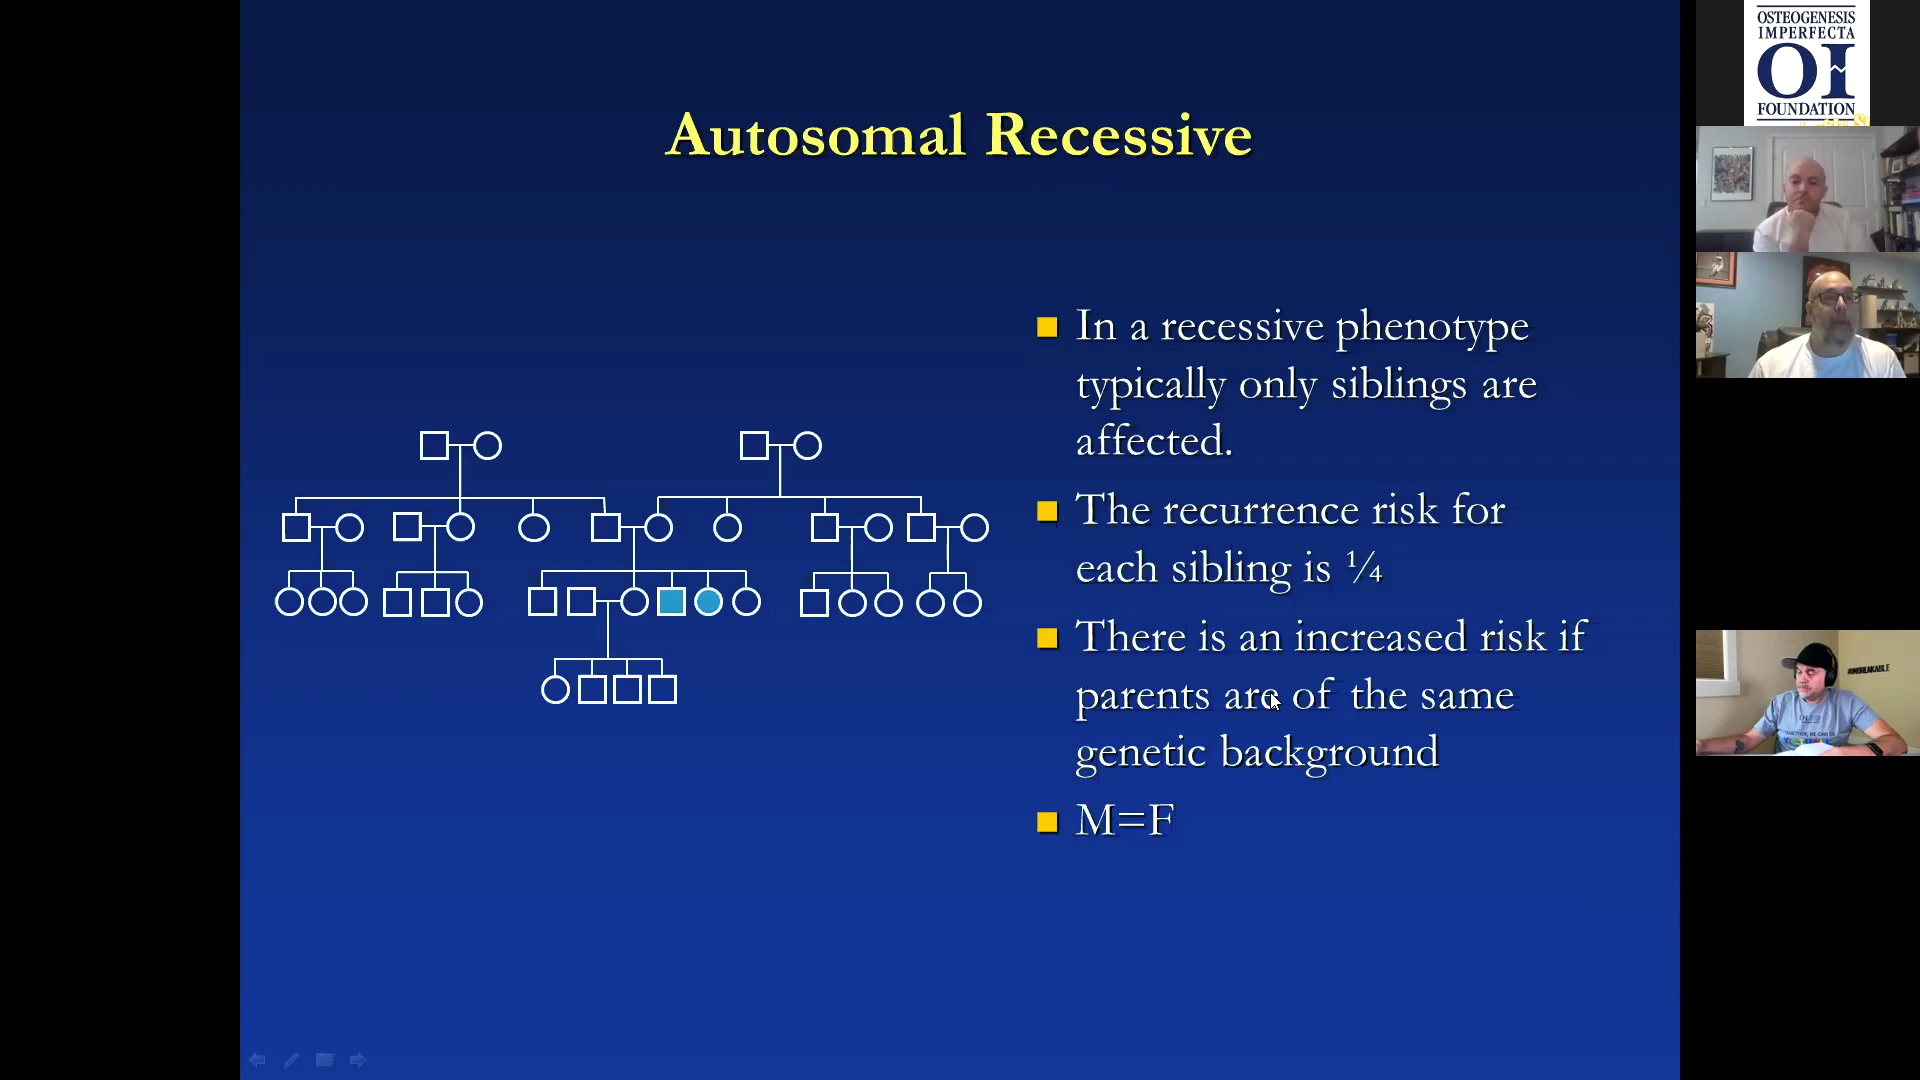 Autosomal Recessive
In a recessive phenotype
typically only siblings are
affected.
The recurrence risk for
each sibling is ¼
There is an increased risk if
parents are of the same
genetic background
M=F
OSTEOGENESIS
IMPERFECTA
OI
FOUNDATION
#UNBREAKABLE